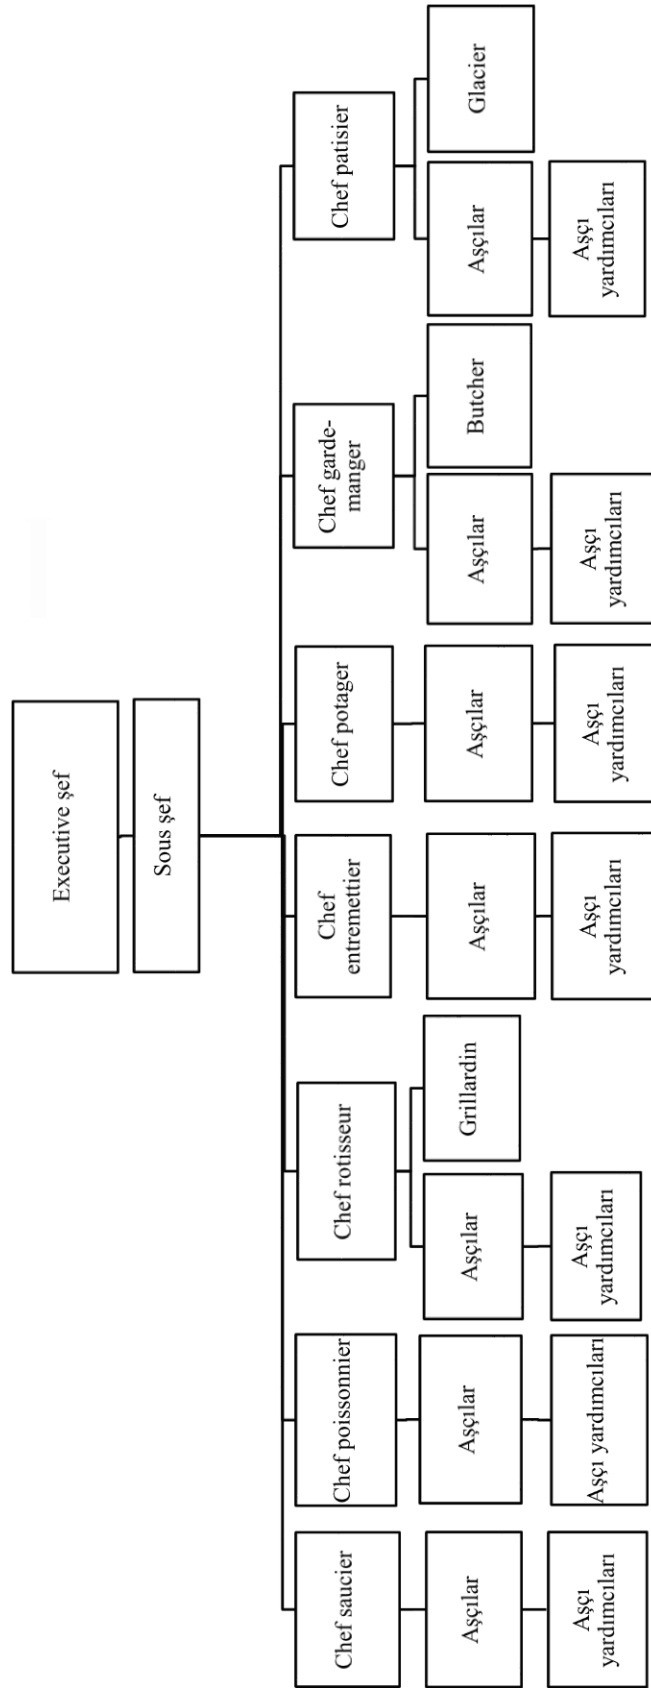 Executive şef
Sous şef
Chef saucier
Chef poissonnier
Chef rotisseur
Chef
entremettier
Chef potager
Chef garde-
manger
Chef patisier
Aşçılar
Aşçılar
Aşçılar
Grillardin
Aşçılar
Aşçılar
Aşçılar
Butcher
Aşçılar
Glacier
Aşçı
yardımcıları
Aşçı yardımcıları
Aşçı
yardımcıları
Aşçı
yardımcıları
Aşçı
yardımcıları
Aşçı
yardımcıları
Aşçı
yardımcıları